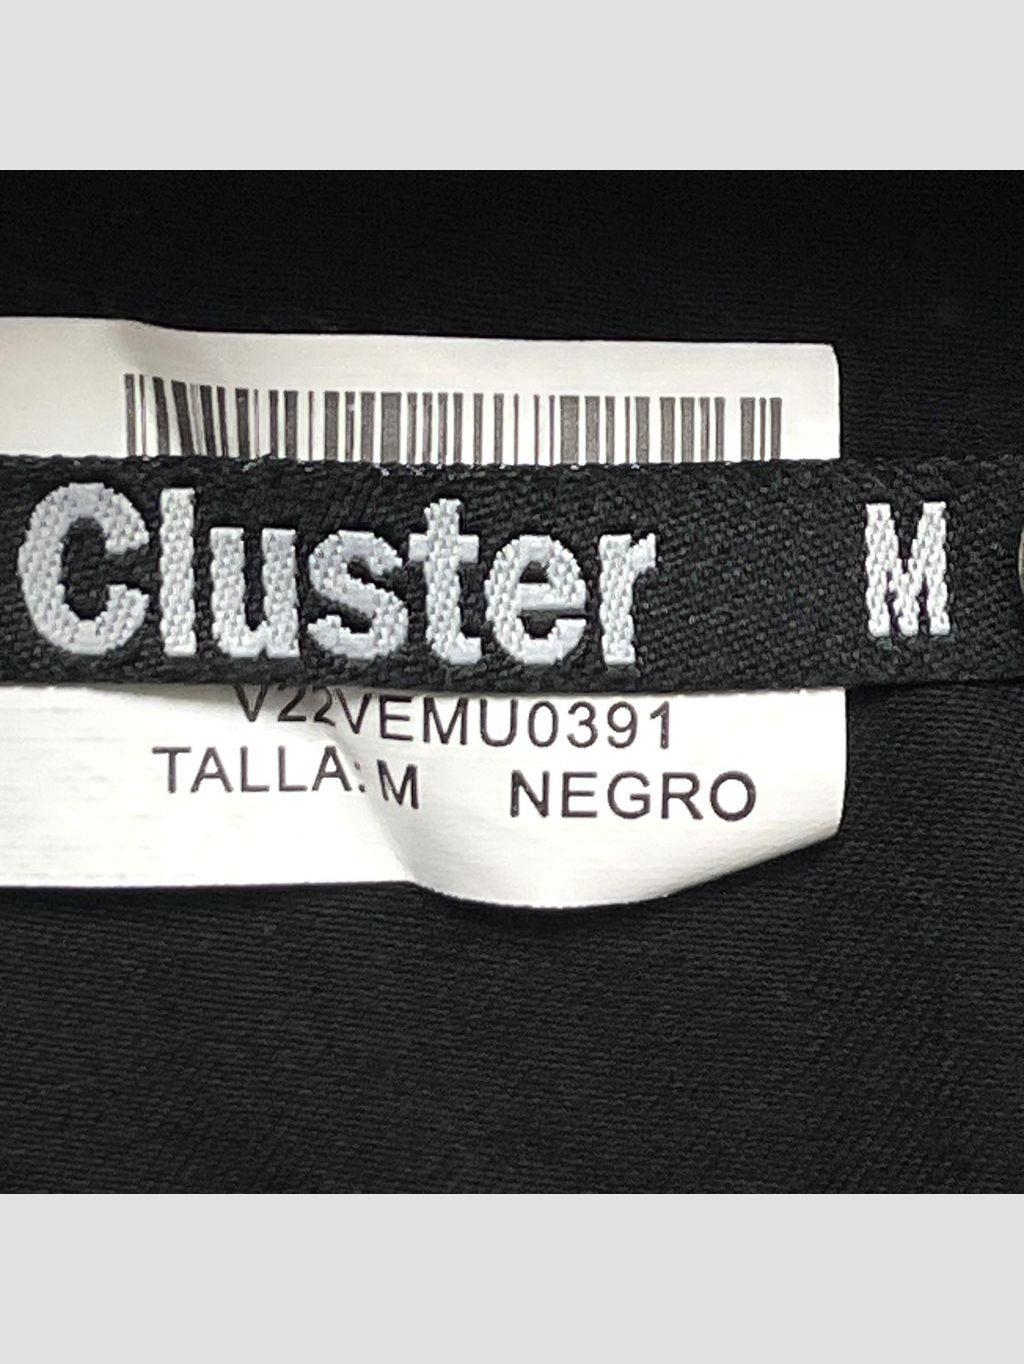 Cluster M
V22VEMU0391
TALLA: M NEGRO